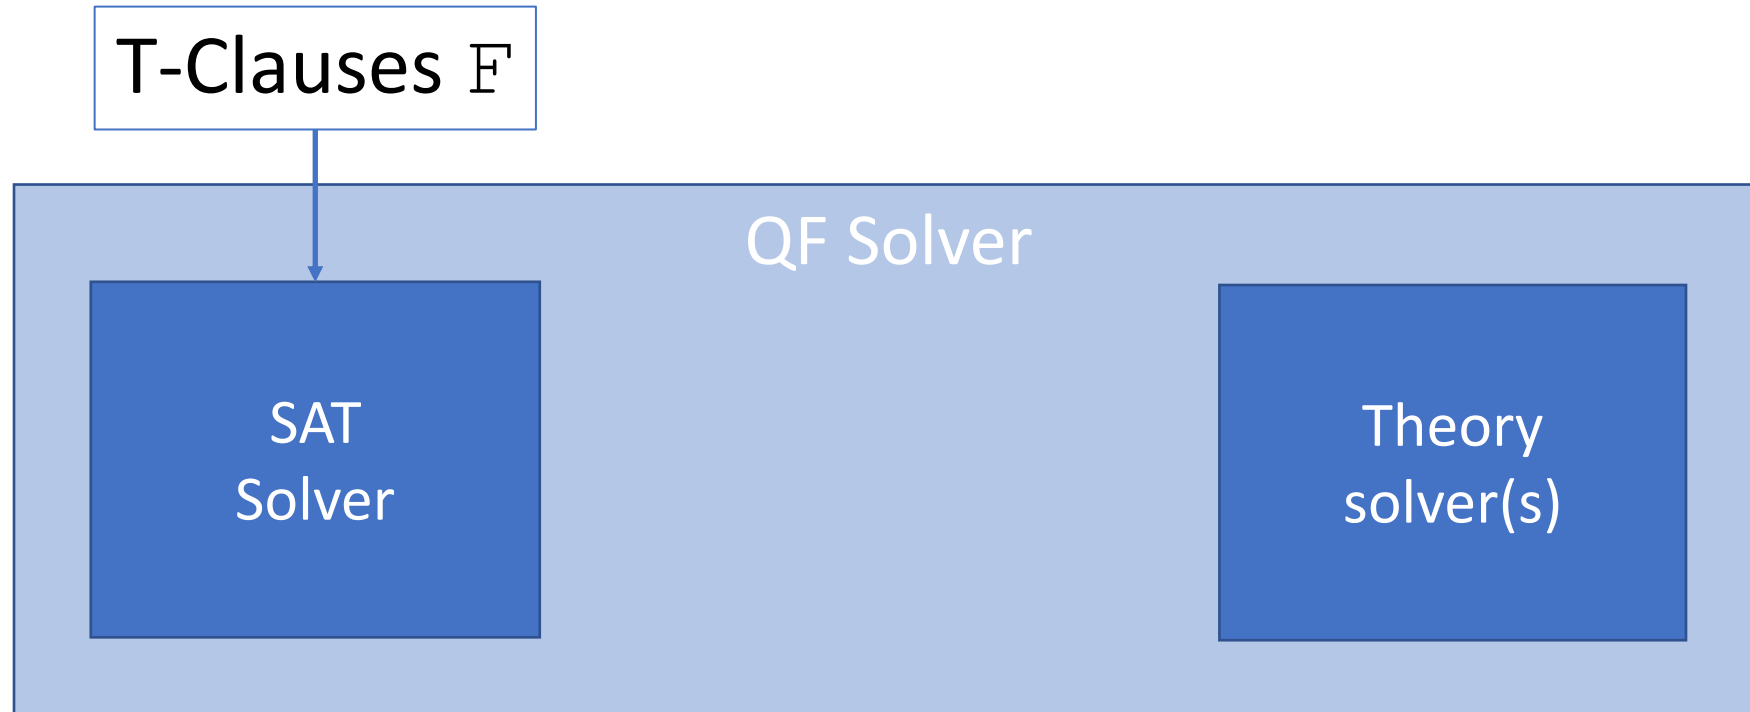 T-Clauses F
QF Solver
SAT
Solver
Theory
solver(s)